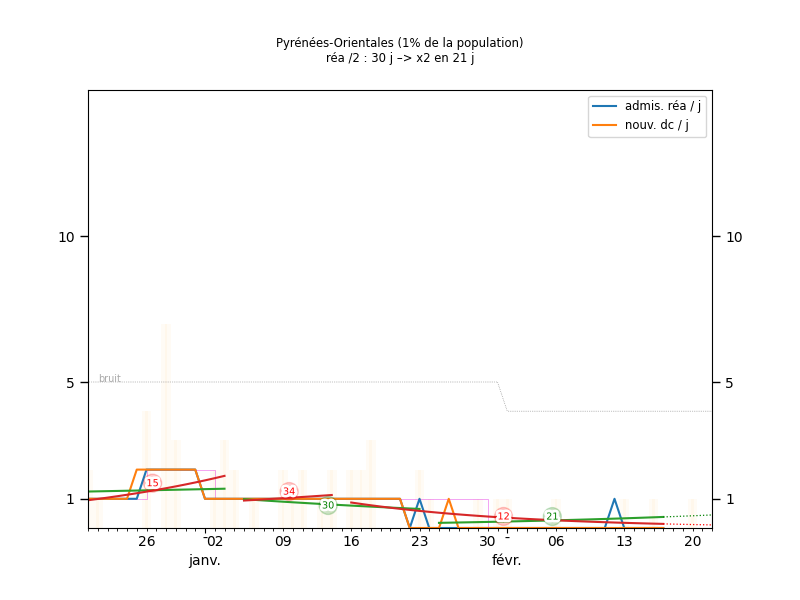 Pyrénées-Orientales (1% de la population)
réa /2 : 30 j –> x2 en 21 j
admis. réa / j
nouv. dc / j
10 10
bruit
5 5
15 34 30 12 21
1 1
26 02 09 16 23 30 - 06 13 20
janv. févr.